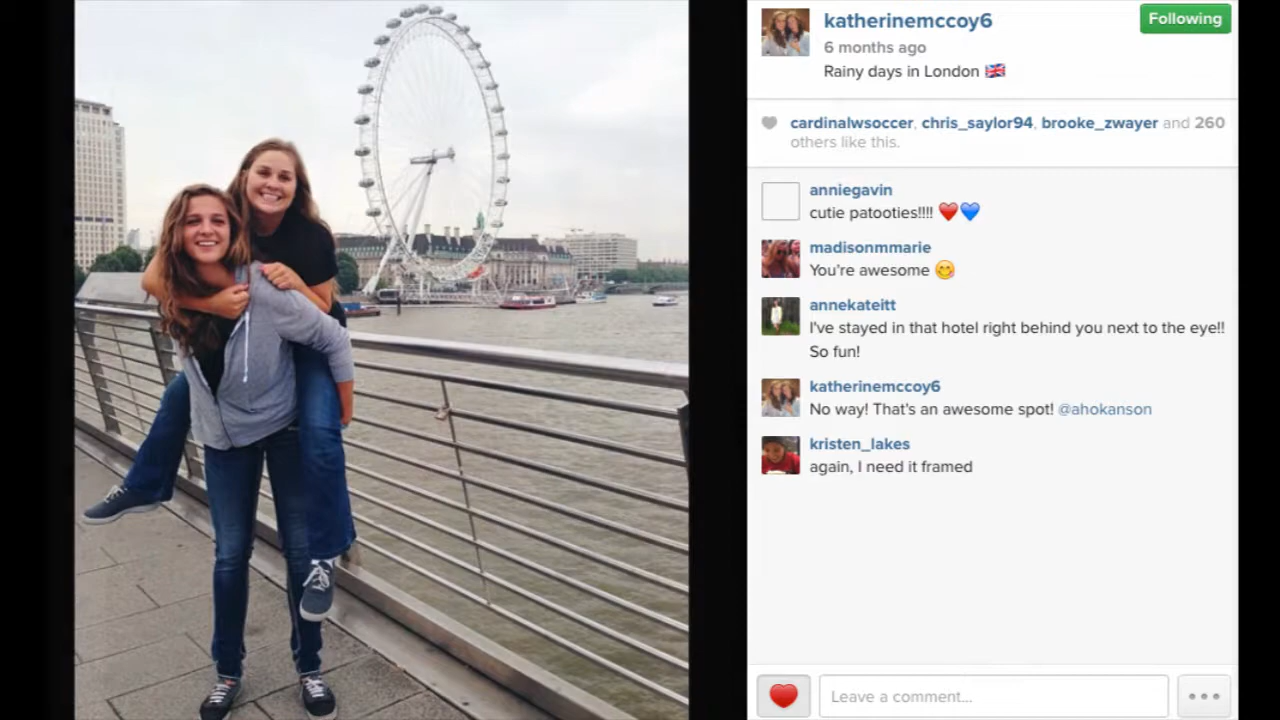 katherinemccoy6
Following
6 months ago
Rainy days in London 🇬🇧
cardinalwsoccer, chris_saylor94, brooke_zwayer and 260
others like this.
anniegavin
cutie patooties!!!! ❤️💙
madisonmmarie
You're awesome 😋
annekateitt
I've stayed in that hotel right behind you next to the eye!!
So fun!
katherinemccoy6
No way! That's an awesome spot! @ahokanson
kristen_lakes
again, I need it framed
Leave a comment...